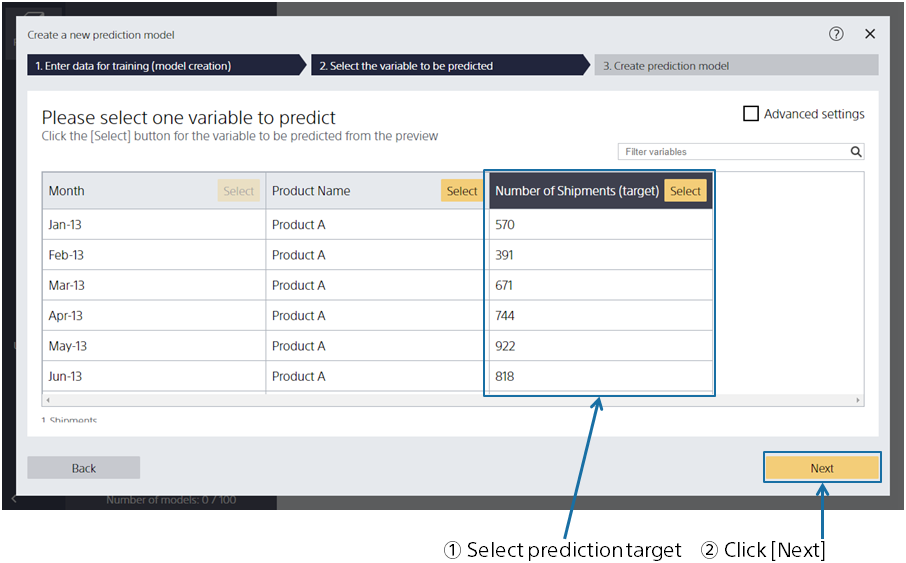 Create a new prediction model
1. Enter data for training (model creation) 2. Select the variable to be predicted 3. Create prediction model
Please select one variable to predict
Advanced settings
Click the [Select] button for the variable to be predicted from the preview
Filter variables
Month Select Product Name Select Number of Shipments (target) Select
Jan-13 Product A 570
Feb-13 Product A 391
Mar-13 Product A 671
Apr-13 Product A 744
May-13 Product A 922
Jun-13 Product A 818
1 Shipments
Back Next
Number of models: 0 / 100
① Select prediction target ② Click [Next]